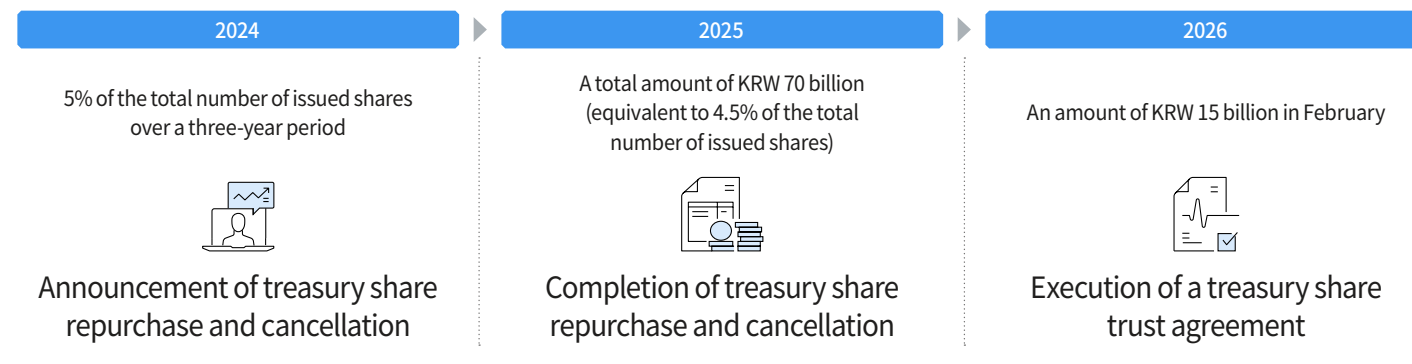 2024
5% of the total number of issued shares
over a three-year period
Announcement of treasury share
repurchase and cancellation
2025
A total amount of KRW 70 billion
(equivalent to 4.5% of the total
number of issued shares)
Completion of treasury share
repurchase and cancellation
2026
An amount of KRW 15 billion in February
Execution of a treasury share
trust agreement